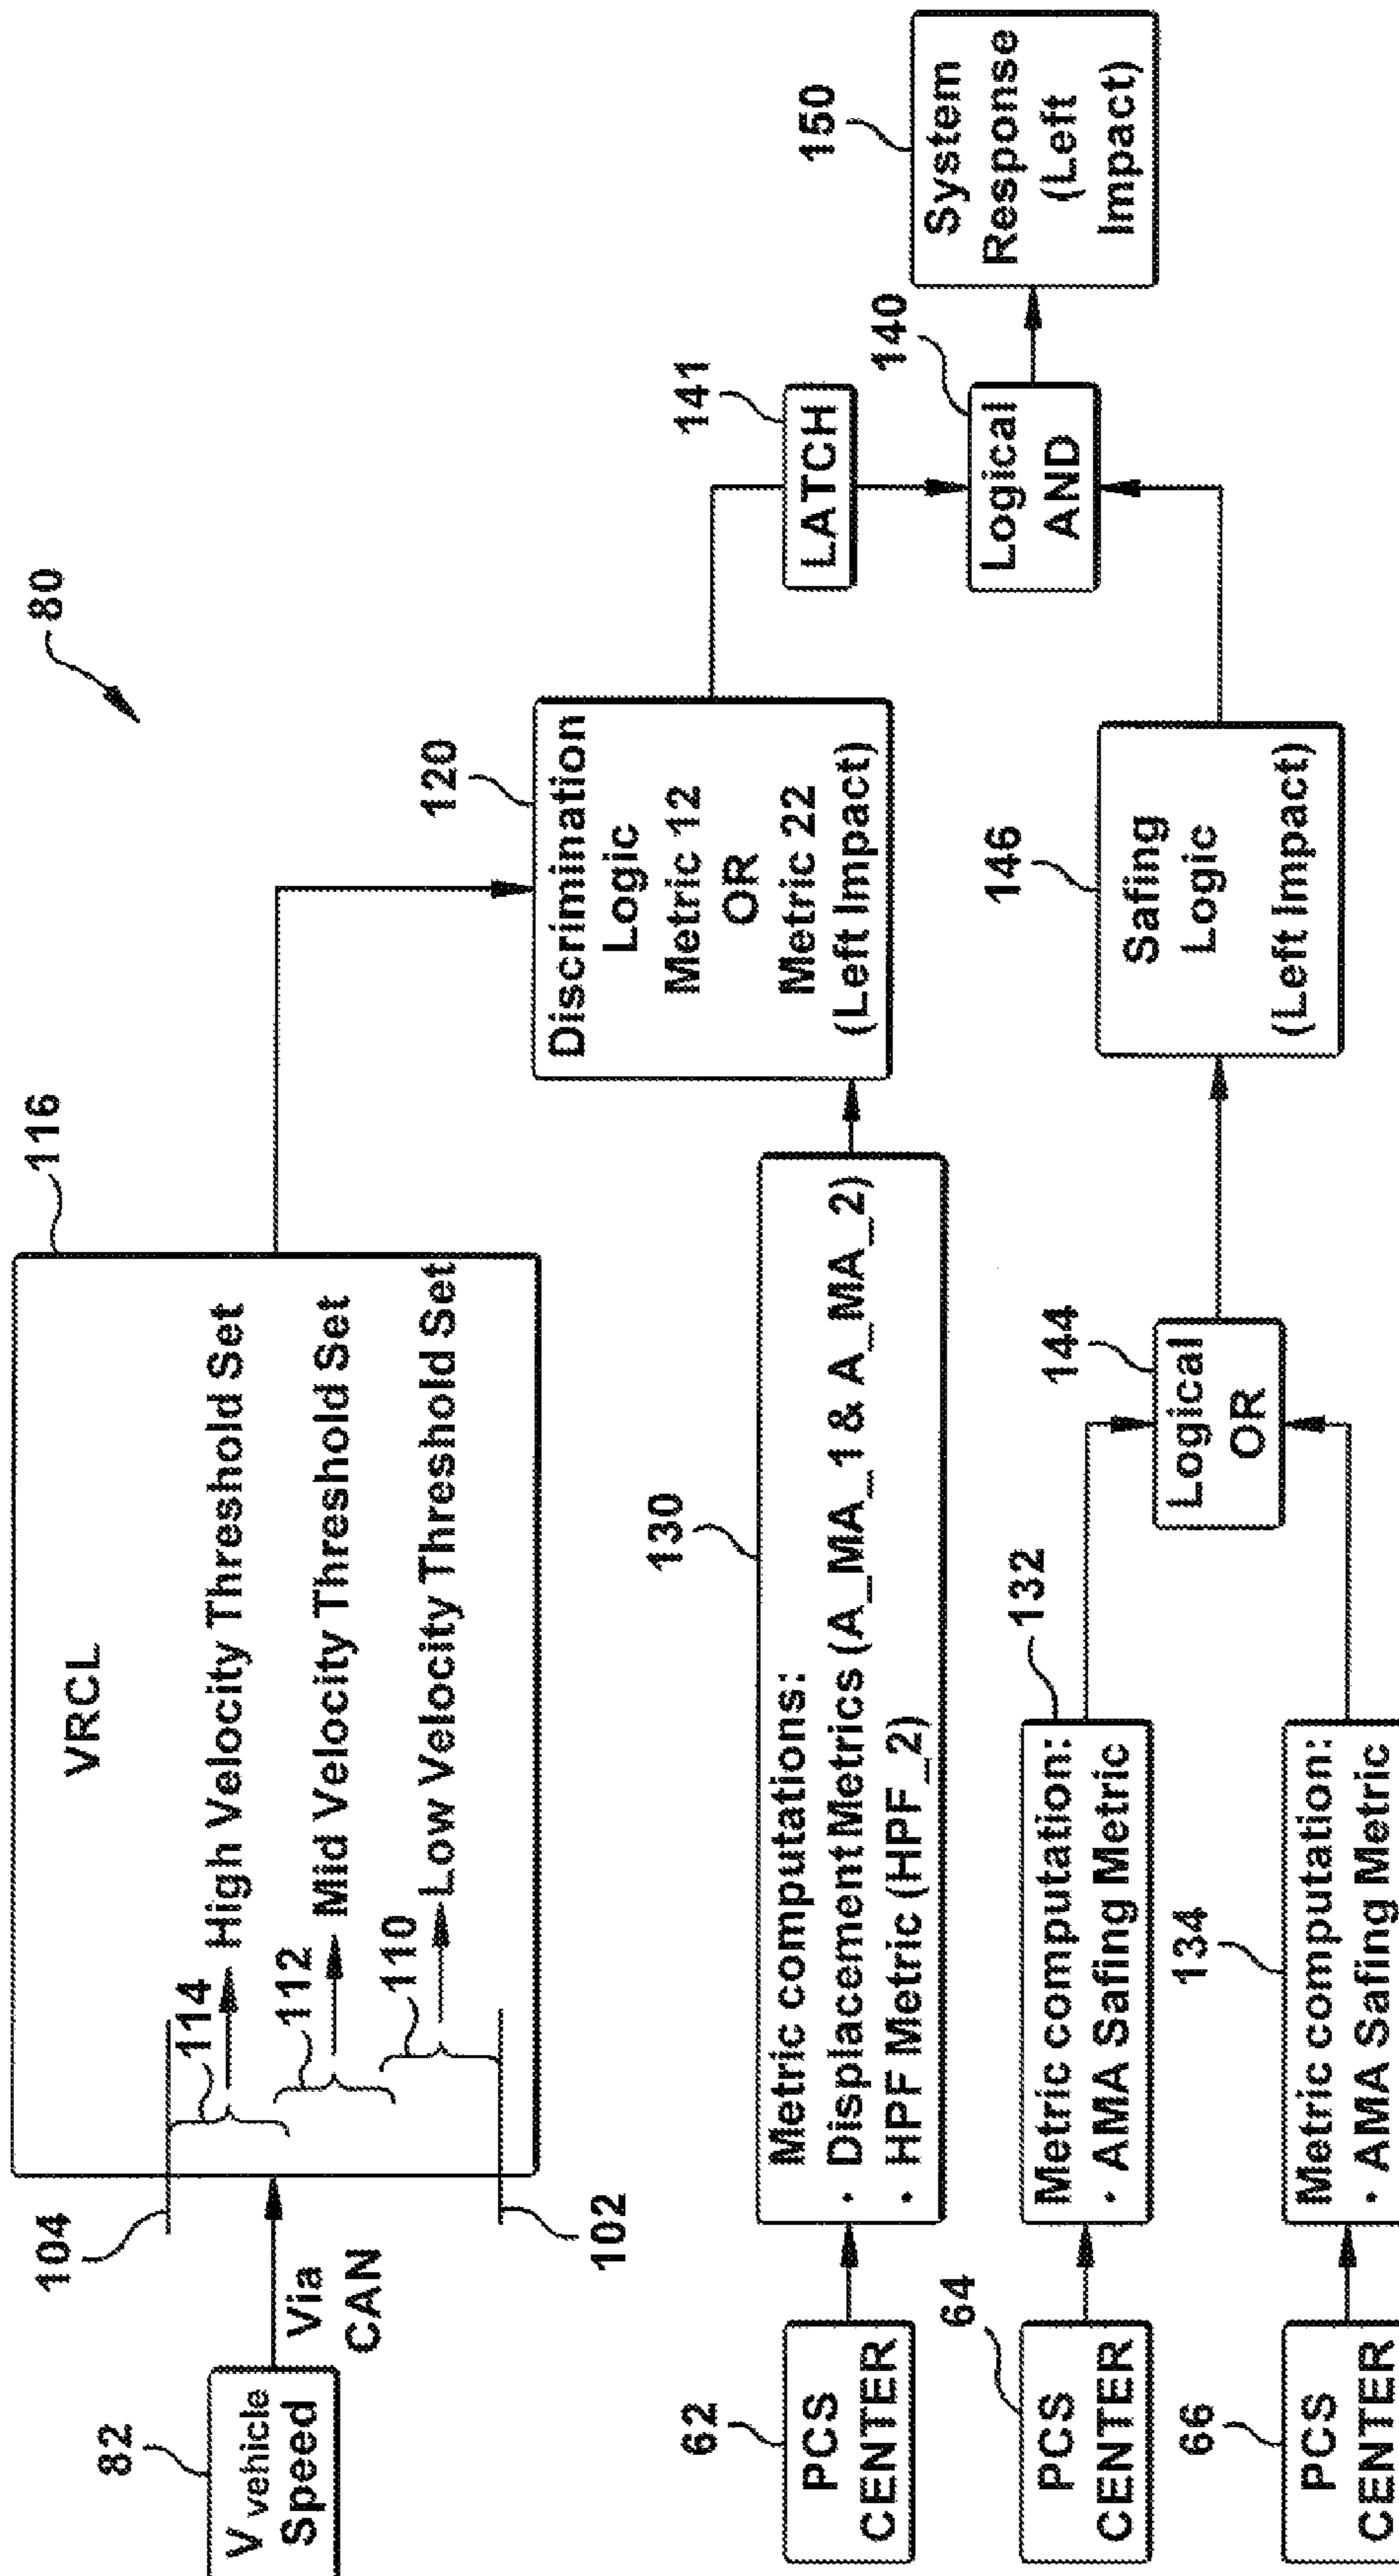 80
82
V vehicle
Speed
Via
CAN
104
102
VRCL
116
114
High Velocity Threshold Set
112
Mid Velocity Threshold Set
110
Low Velocity Threshold Set
120
Discrimination
Logic
Metric 12
OR
Metric 22
(Left Impact)
62
PCS
CENTER
130
Metric computations:
• Displacement Metrics (A_MA_1 & A_MA_2)
• HPF Metric (HPF_2)
141
LATCH
140
Logical
AND
150
System
Response
(Left
Impact)
64
PCS
CENTER
132
Metric computation:
• AMA Safing Metric
144
Logical
OR
146
Safing
Logic
(Left Impact)
66
PCS
CENTER
134
Metric computation:
• AMA Safing Metric